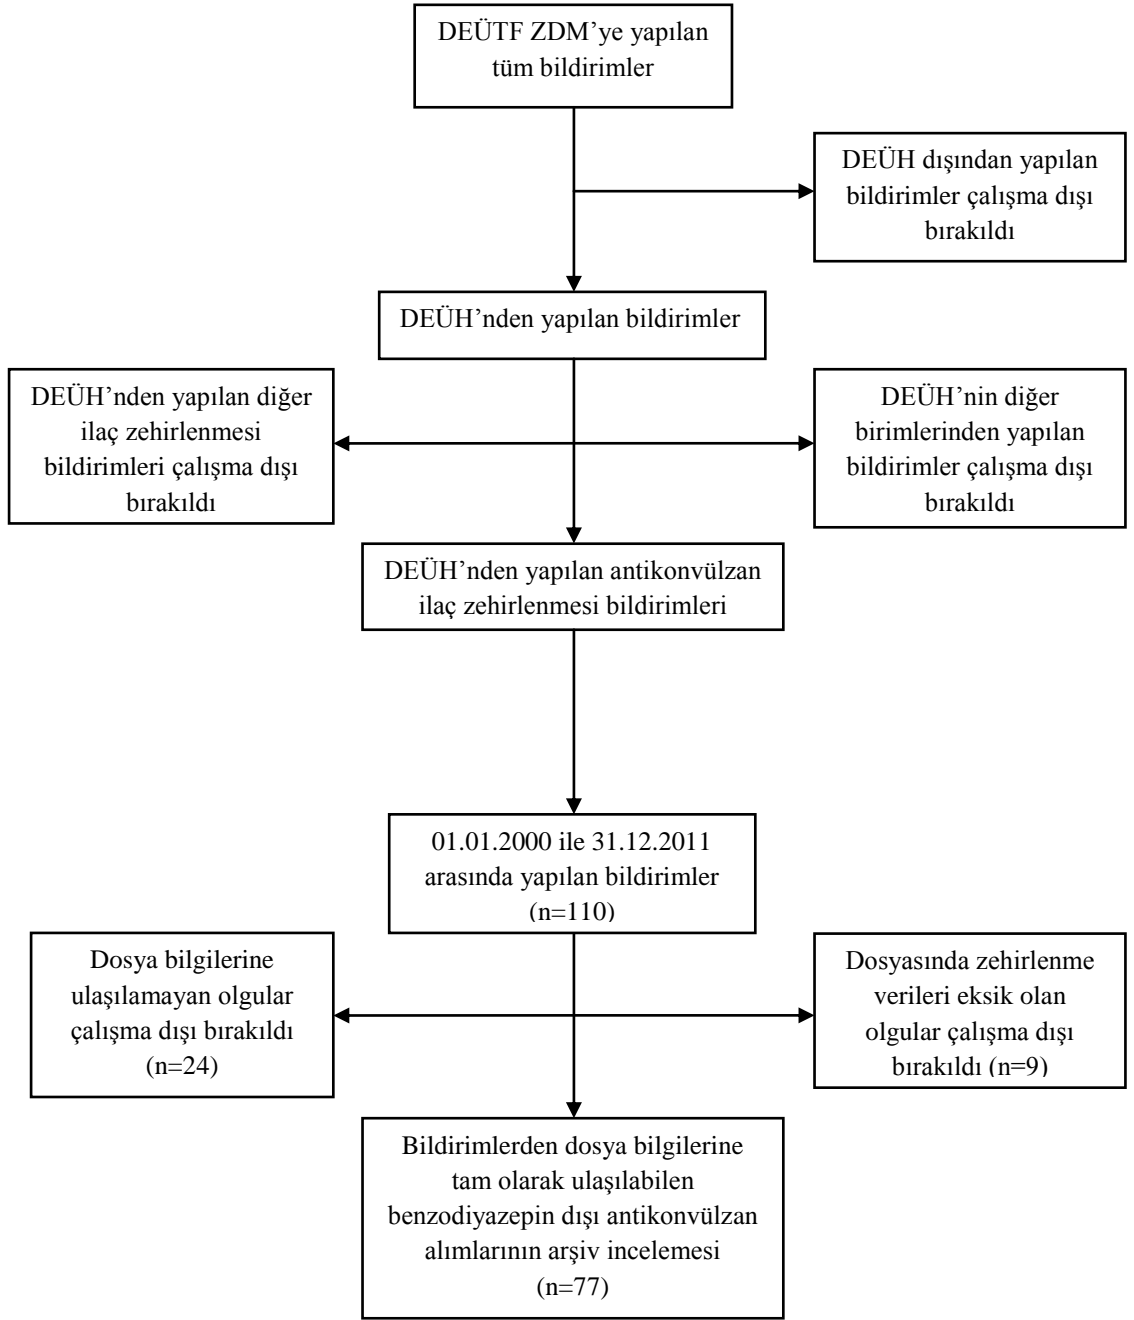 DEÜTF ZDM’ye yapılan
tüm bildirimler
DEÜH dışından yapılan
bildirimler çalışma dışı
bırakıldı
DEÜH’nden yapılan bildirimler
DEÜH’nden yapılan diğer
ilaç zehirlenmesi
bildirimleri çalışma dışı
bırakıldı
DEÜH’nin diğer
birimlerinden yapılan
bildirimler çalışma dışı
bırakıldı
DEÜH’nden yapılan antikonvülzan
ilaç zehirlenmesi bildirimleri
01.01.2000 ile 31.12.2011
arasında yapılan bildirimler
(n=110)
Dosya bilgilerine
ulaşılamayan olgular
çalışma dışı bırakıldı
(n=24)
Dosyasında zehirlenme
verileri eksik olan
olgular çalışma dışı
bırakıldı (n=9)
Bildirimlerden dosya bilgilerine
tam olarak ulaşılabilen
benzodiyazepin dışı antikonvülzan
alımlarının arşiv incelemesi
(n=77)